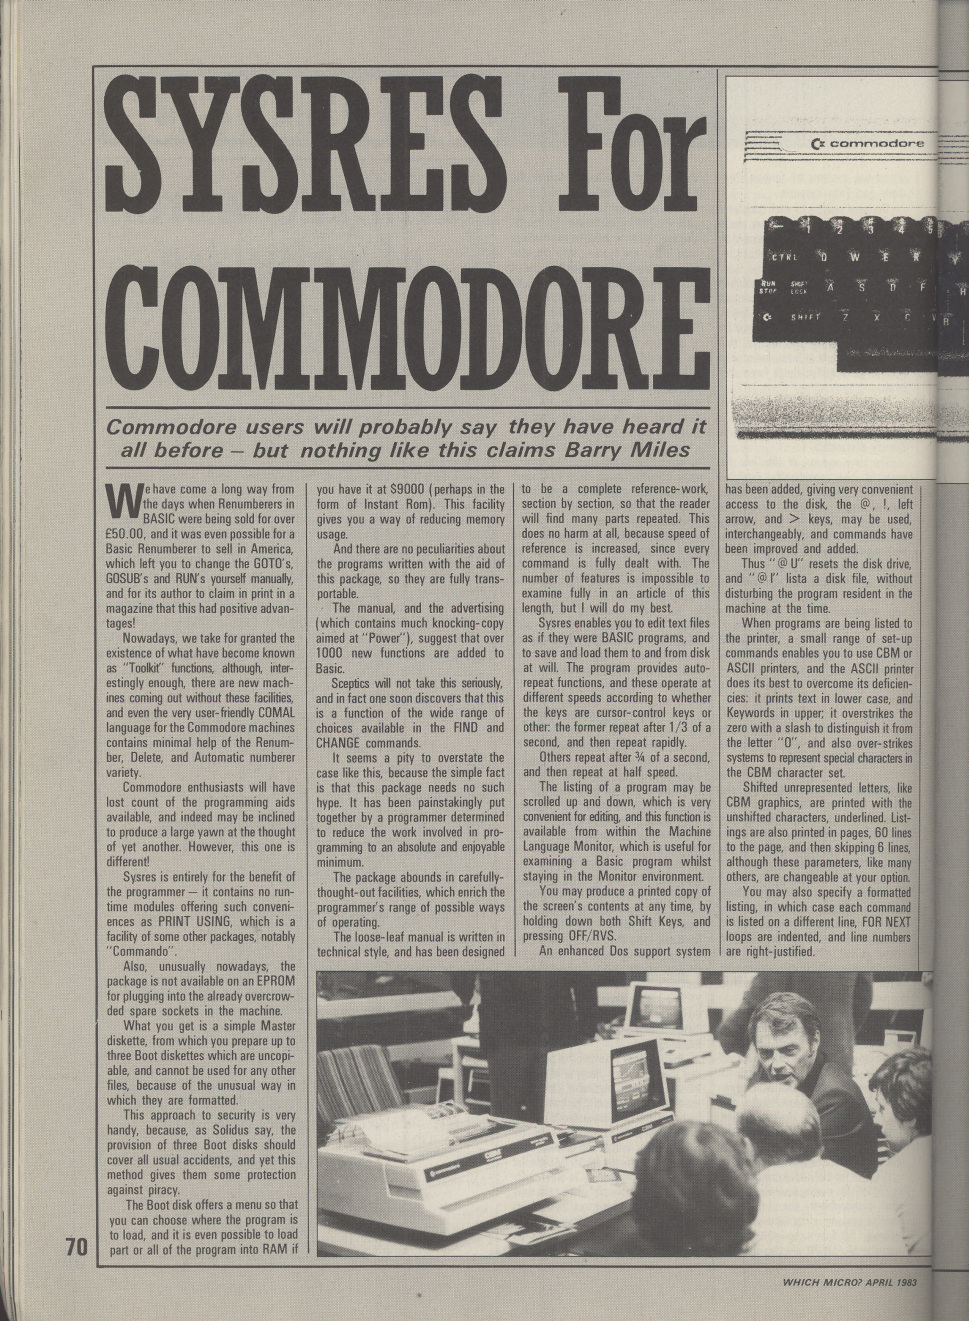 SYSRES For
COMMODORE
Commodore users will probably say they have heard it
all before – but nothing like this claims Barry Miles
We have come a long way from
the days when Renumberers in
BASIC were being sold for over
£50.00, and it was even possible for a
Basic Renumberer to sell in America,
which left you to change the GOTO's,
GOSUB's and RUN's yourself manually,
and for its author to claim in print in a
magazine that this had positive advan-
tages!
Nowadays, we take for granted the
existence of what have become known
as "Toolkit" functions, although, inter-
estingly enough, there are new mach-
ines coming out without these facilities,
and even the very user-friendly COMAL
language for the Commodore machines
contains minimal help of the Renum-
ber, Delete, and Automatic numberer
variety.
Commodore enthusiasts will have
lost count of the programming aids
available, and indeed may be inclined
to produce a large yawn at the thought
of yet another. However, this one is
different!
Sysres is entirely for the benefit of
the programmer – it contains no run-
time modules offering such conveni-
ences as PRINT USING, which is a
facility of some other packages, notably
"Commando".
Also, unusually nowadays, the
package is not available on an EPROM
for plugging into the already overcrow-
ded spare sockets in the machine.
What you get is a simple Master
diskette, from which you prepare up to
three Boot diskettes which are uncopi-
able, and cannot be used for any other
files, because of the unusual way in
which they are formatted.
This approach to security is very
handy, because, as Solidus say, the
provision of three Boot disks should
cover all usual accidents, and yet this
method gives them some protection
against piracy.
The Boot disk offers a menu so that
you can choose where the program is
to load, and it is even possible to load
part or all of the program into RAM if
you have it at $9000 (perhaps in the
form of Instant Rom). This facility
gives you a way of reducing memory
usage.
And there are no peculiarities about
the programs written with the aid of
this package, so they are fully trans-
portable.
The manual, and the advertising
(which contains much knocking-copy
aimed at "Power"), suggest that over
1000 new functions are added to
Basic.
Sceptics will not take this seriously,
and in fact one soon discovers that this
is a function of the wide range of
choices available in the FIND and
CHANGE commands.
It seems a pity to overstate the
case like this, because the simple fact
is that this package needs no such
hype. It has been painstakingly put
together by a programmer determined
to reduce the work involved in pro-
gramming to an absolute and enjoyable
minimum.
The package abounds in carefully-
thought-out facilities, which enrich the
programmer's range of possible ways
of operating.
The loose-leaf manual is written in
technical style, and has been designed
to be a complete reference-work,
section by section, so that the reader
will find many parts repeated. This
does no harm at all, because speed of
reference is increased, since every
command is fully dealt with. The
number of features is impossible to
examine fully in an article of this
length, but I will do my best.
Sysres enables you to edit text files
as if they were BASIC programs, and
to save and load them to and from disk
at will. The program provides auto-
repeat functions, and these operate at
different speeds according to whether
the keys are cursor-control keys or
other: the former repeat after 1/3 of a
second, and then repeat rapidly.
Others repeat after ¾ of a second,
and then repeat at half speed.
The listing of a program may be
scrolled up and down, which is very
convenient for editing, and this function is
available from within the Machine
Language Monitor, which is useful for
examining a Basic program whilst
staying in the Monitor environment.
You may produce a printed copy of
the screen's contents at any time, by
holding down both Shift Keys, and
pressing OFF/RVS.
An enhanced Dos support system
has been added, giving very convenient
access to the disk, the @, !, left
arrow, and > keys, may be used,
interchangeably, and commands have
been improved and added.
Thus "@U" resets the disk drive,
and "@l" lista a disk file, without
disturbing the program resident in the
machine at the time.
When programs are being listed to
the printer, a small range of set-up
commands enables you to use CBM or
ASCII printers, and the ASCII printer
does its best to overcome its deficien-
cies: it prints text in lower case, and
Keywords in upper; it overstrikes the
zero with a slash to distinguish it from
the letter "O", and also over-strikes
systems to represent special characters in
the CBM character set.
Shifted unrepresented letters, like
CBM graphics, are printed with the
unshifted characters, underlined. List-
ings are also printed in pages, 60 lines
to the page, and then skipping 6 lines,
although these parameters, like many
others, are changeable at your option.
You may also specify a formatted
listing, in which case each command
is listed on a different line, FOR NEXT
loops are indented, and line numbers
are right-justified.
commodore
1 2 3 4 5
CTRL Q W E R Y
RUN STOP SHIFT LOCK A S D F H
SHIFT Z X C V B
commodore CBM
CBM
70
WHICH MICRO? APRIL 1983